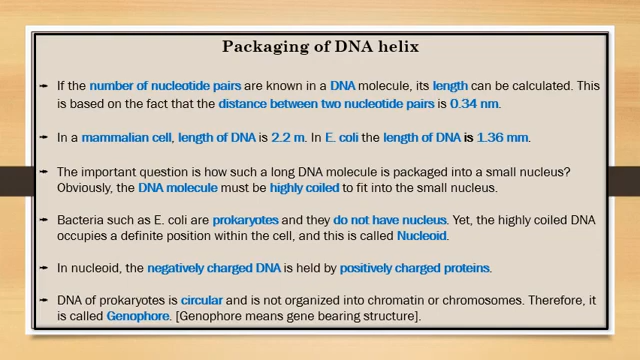 Packaging of DNA helix
If the number of nucleotide pairs are known in a DNA molecule, its length can be calculated. This
is based on the fact that the distance between two nucleotide pairs is 0.34 nm.
In a mammalian cell, length of DNA is 2.2 m. In E. coli the length of DNA is 1.36 mm.
The important question is how such a long DNA molecule is packaged into a small nucleus?
Obviously, the DNA molecule must be highly coiled to fit into the small nucleus.
Bacteria such as E. coli are prokaryotes and they do not have nucleus. Yet, the highly coiled DNA
occupies a definite position within the cell, and this is called Nucleoid.
In nucleoid, the negatively charged DNA is held by positively charged proteins.
DNA of prokaryotes is circular and is not organized into chromatin or chromosomes. Therefore, it
is called Genophore. [Genophore means gene bearing structure].